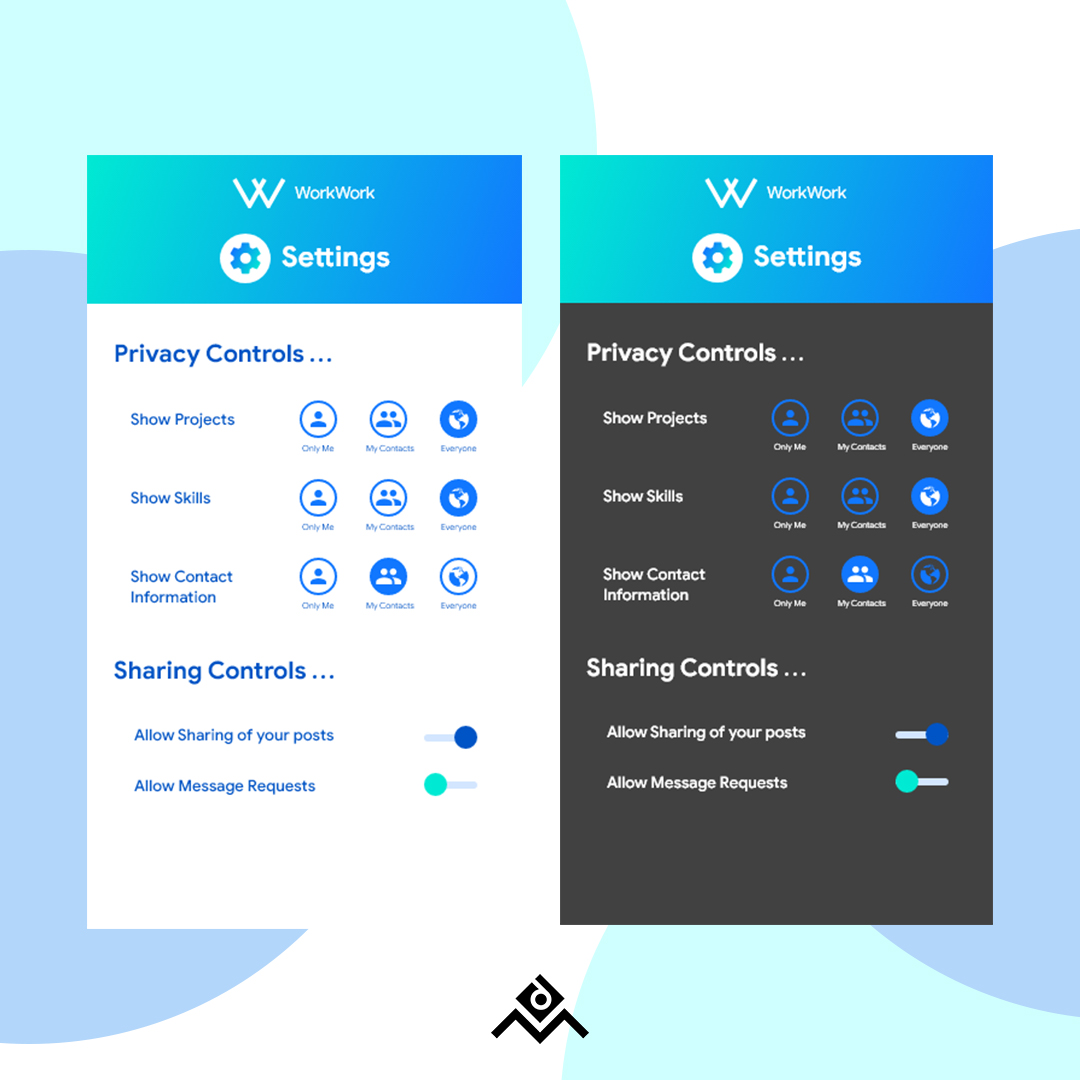 WorkWork
Settings
Privacy Controls ...
Show Projects
Only Me
My Contacts
Everyone
Show Skills
Only Me
My Contacts
Everyone
Show Contact
Information
Only Me
My Contacts
Everyone
Sharing Controls ...
Allow Sharing of your posts
Allow Message Requests
WorkWork
Settings
Privacy Controls ...
Show Projects
Only Me
My Contacts
Everyone
Show Skills
Only Me
My Contacts
Everyone
Show Contact
Information
Only Me
My Contacts
Everyone
Sharing Controls ...
Allow Sharing of your posts
Allow Message Requests